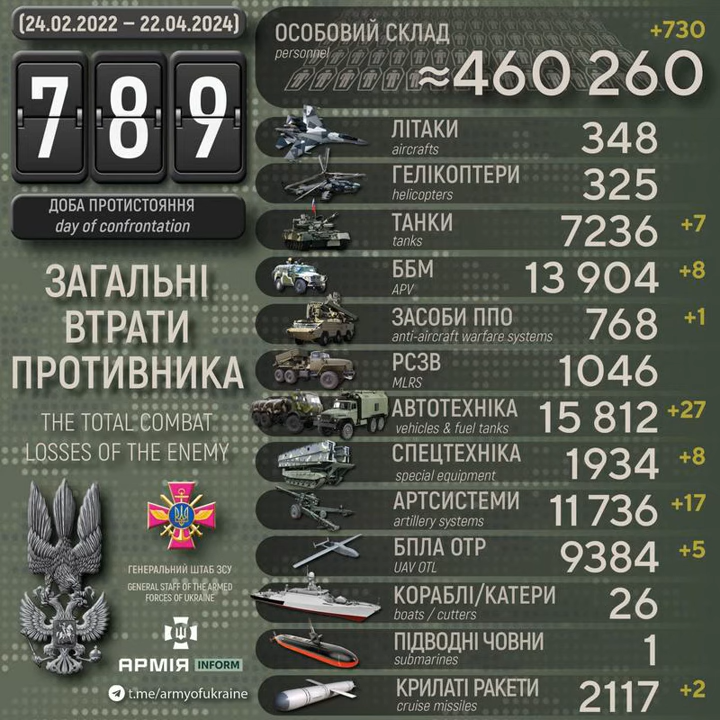 (24.02.2022 – 22.04.2024)
789
ДОБА ПРОТИСТОЯННЯ
day of confrontation
ЗАГАЛЬНІ
ВТРАТИ
ПРОТИВНИКА
THE TOTAL COMBAT
LOSSES OF THE ENEMY
ГЕНЕРАЛЬНИЙ ШТАБ ЗСУ
GENERAL STAFF OF THE ARMED
FORCES OF UKRAINE
АРМІЯ INFORM
t.me/armyofukraine
ОСОБОВИЙ СКЛАД +730
personnel
≈460 260
ЛІТАКИ 348
aircrafts
ГЕЛІКОПТЕРИ 325
helicopters
ТАНКИ 7236 +7
tanks
ББМ 13 904 +8
APV
ЗАСОБИ ППО 768 +1
anti-aircraft warfare systems
РСЗВ 1046
MLRS
АВТОТЕХНІКА 15 812 +27
vehicles & fuel tanks
СПЕЦТЕХНІКА 1934 +8
special equipment
АРТСИСТЕМИ 11 736 +17
artillery systems
БПЛА ОТР 9384 +5
UAV OTL
КОРАБЛІ/КАТЕРИ 26
boats / cutters
ПІДВОДНІ ЧОВНИ 1
submarines
КРИЛАТІ РАКЕТИ 2117 +2
cruise missiles